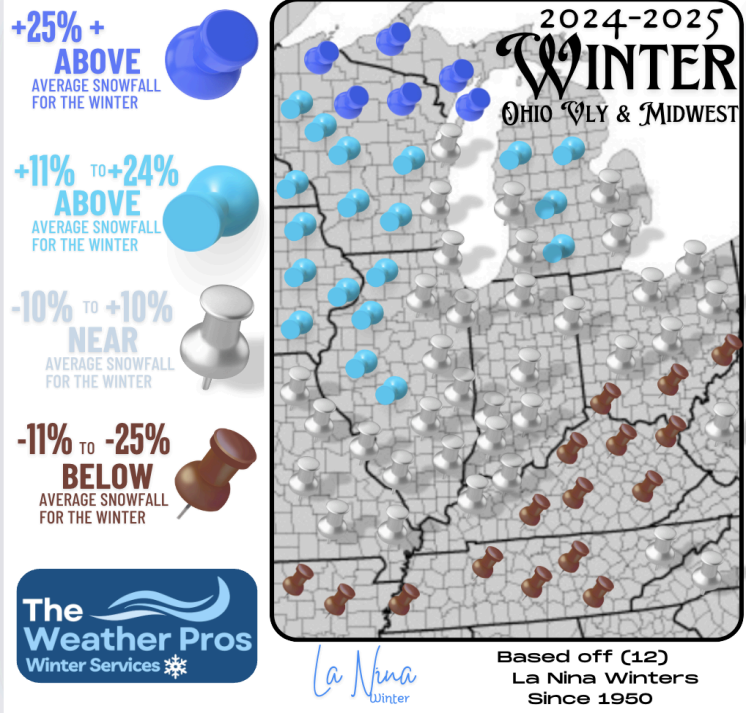 +25% +
ABOVE
AVERAGE SNOWFALL
FOR THE WINTER
+11% TO +24%
ABOVE
AVERAGE SNOWFALL
FOR THE WINTER
-10% TO +10%
NEAR
AVERAGE SNOWFALL
FOR THE WINTER
-11% TO -25%
BELOW
AVERAGE SNOWFALL
FOR THE WINTER
The
Weather Pros
Winter Services
2024-2025
WINTER
OHIO VLY & MIDWEST
La Nina
Winter
Based off (12)
La Nina Winters
Since 1950